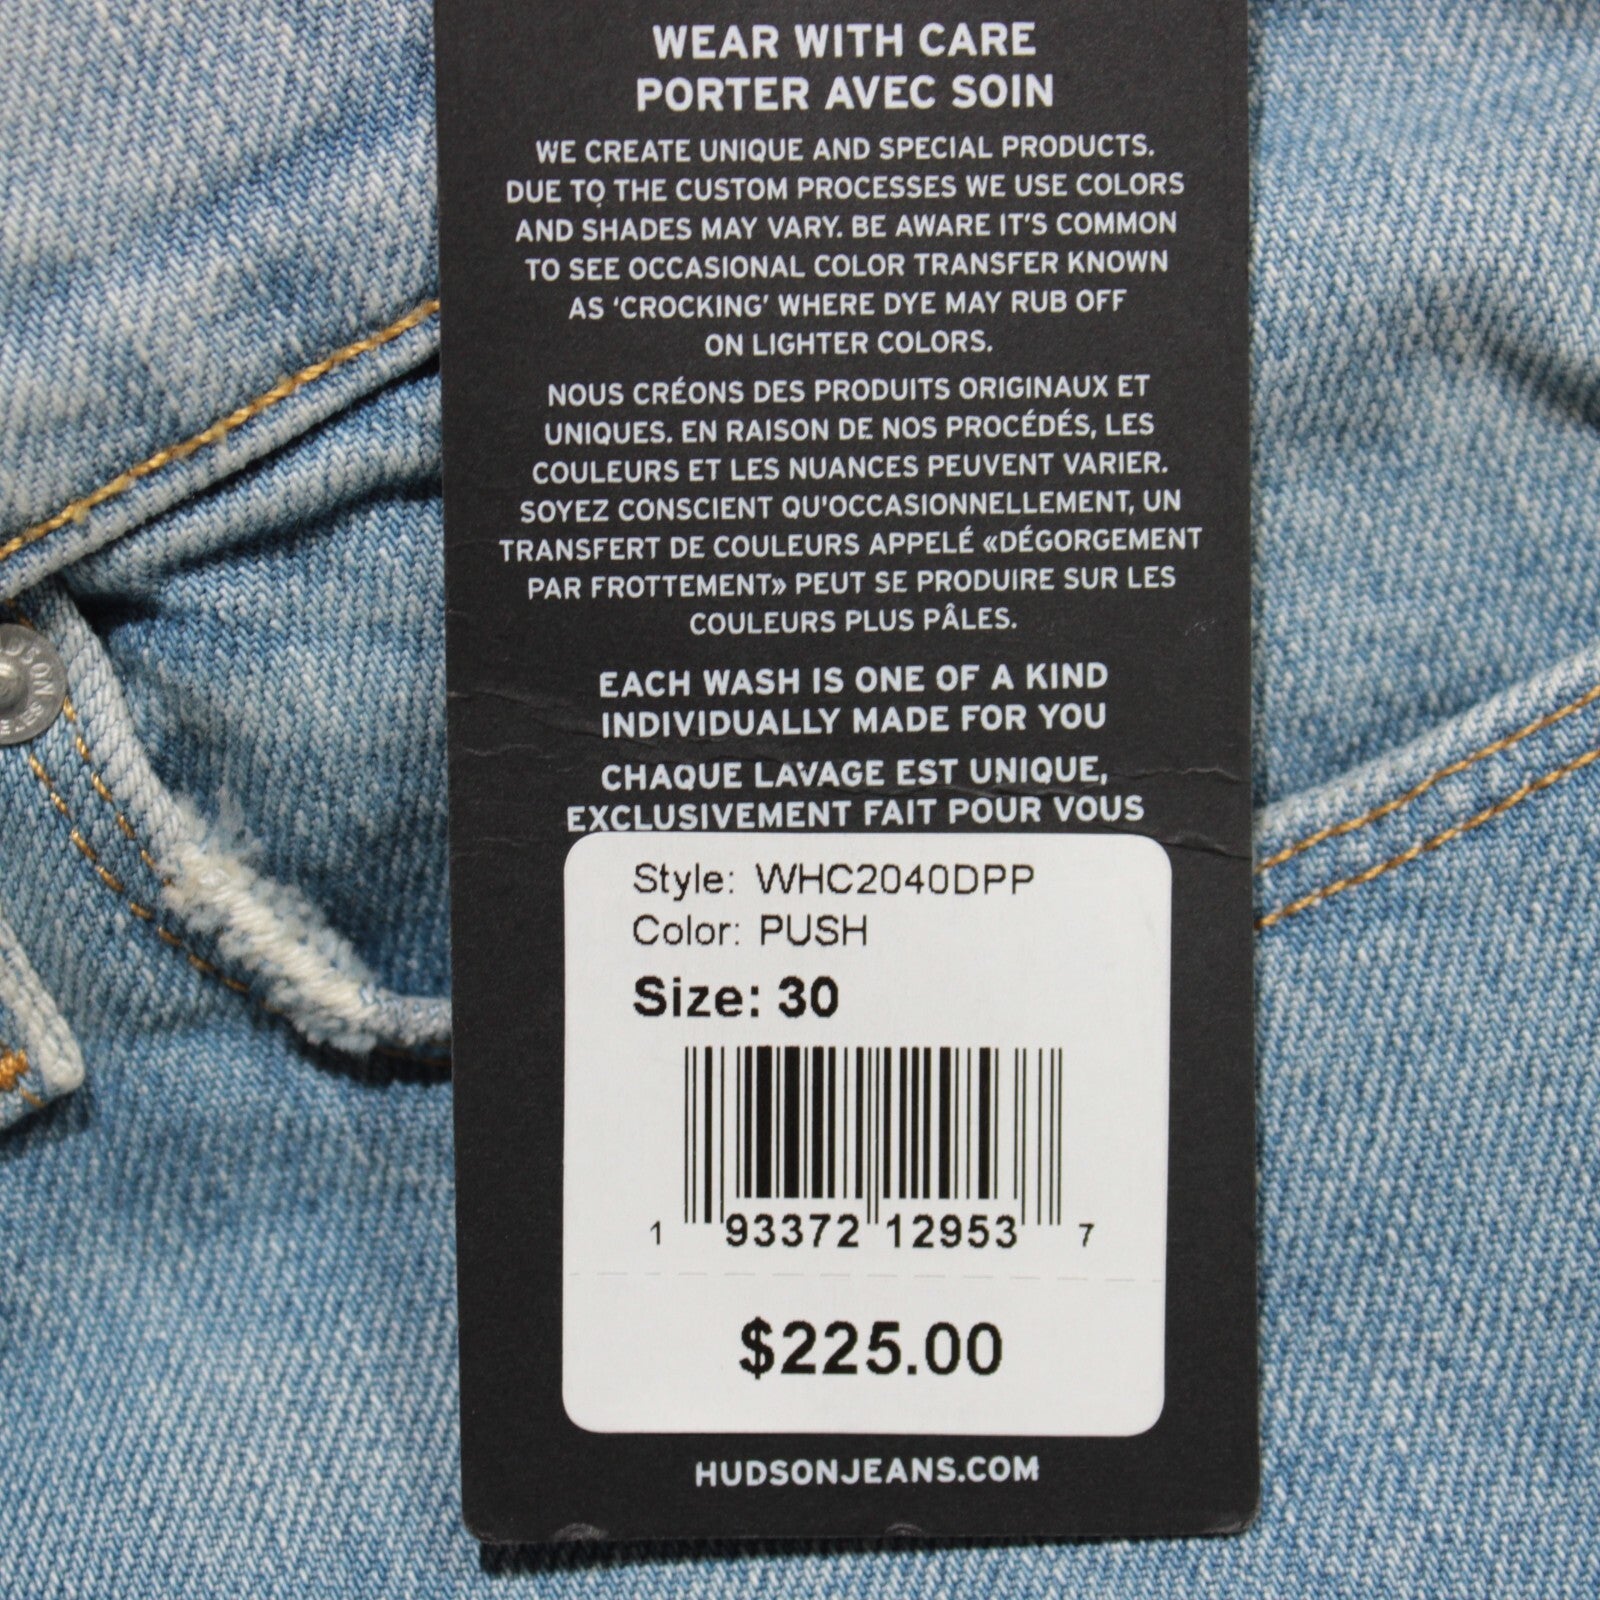 WEAR WITH CARE
PORTER AVEC SOIN
WE CREATE UNIQUE AND SPECIAL PRODUCTS.
DUE TO THE CUSTOM PROCESSES WE USE COLORS
AND SHADES MAY VARY. BE AWARE IT'S COMMON
TO SEE OCCASIONAL COLOR TRANSFER KNOWN
AS 'CROCKING' WHERE DYE MAY RUB OFF
ON LIGHTER COLORS.
NOUS CRÉONS DES PRODUITS ORIGINAUX ET
UNIQUES. EN RAISON DE NOS PROCÉDÉS, LES
COULEURS ET LES NUANCES PEUVENT VARIER.
SOYEZ CONSCIENT QU'OCCASIONNELLEMENT, UN
TRANSFERT DE COULEURS APPELÉ «DÉGORGEMENT
PAR FROTTEMENT» PEUT SE PRODUIRE SUR LES
COULEURS PLUS PÂLES.
EACH WASH IS ONE OF A KIND
INDIVIDUALLY MADE FOR YOU
CHAQUE LAVAGE EST UNIQUE,
EXCLUSIVEMENT FAIT POUR VOUS
Style: WHC2040DPP
Color: PUSH
Size: 30
1 93372 12953 7
$225.00
HUDSONJEANS.COM